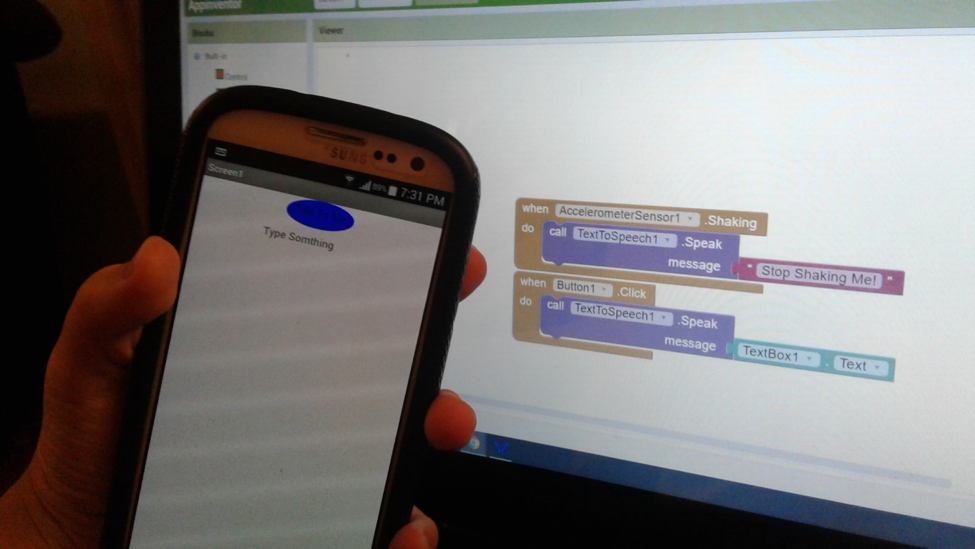 AppInventor
Blocks
Viewer
Built-in
Control
SAMSUNG
Screen1
89% 7:31 PM
Type Somthing
when AccelerometerSensor1 .Shaking
do call TextToSpeech1 .Speak
message " Stop Shaking Me! "
when Button1 .Click
do call TextToSpeech1 .Speak
message TextBox1 . Text